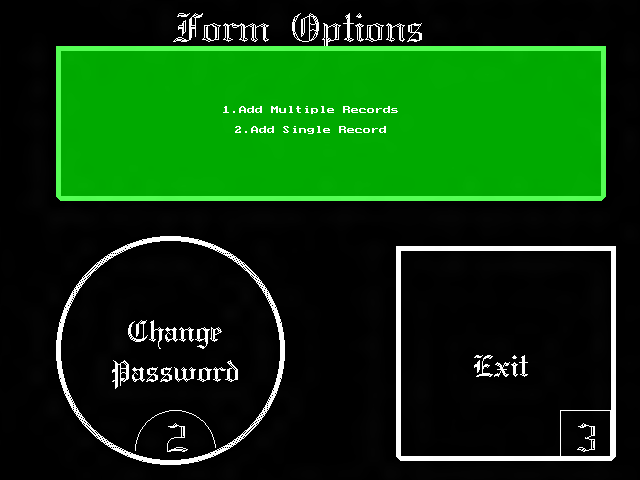 Form Options
1.Add Multiple Records
2.Add Single Record
Change
Password
2
Exit
3